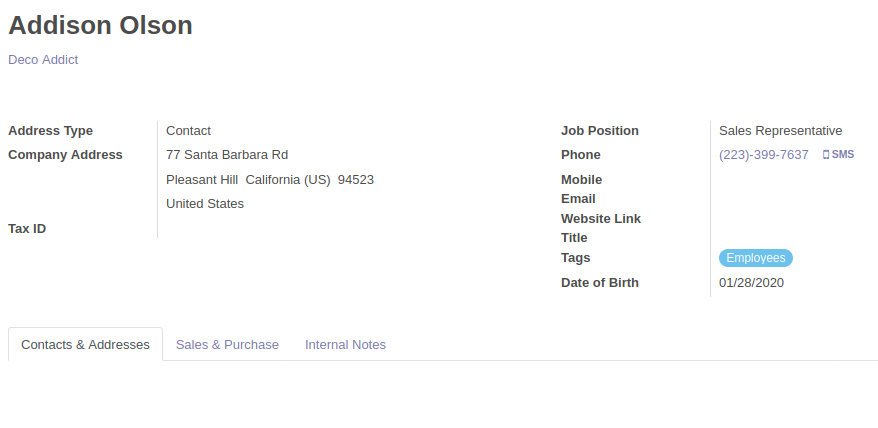 Addison Olson
Deco Addict
Address Type Contact
Company Address 77 Santa Barbara Rd
Pleasant Hill California (US) 94523
United States
Tax ID
Job Position Sales Representative
Phone (223)-399-7637 SMS
Mobile
Email
Website Link
Title
Tags Employees
Date of Birth 01/28/2020
Contacts & Addresses Sales & Purchase Internal Notes